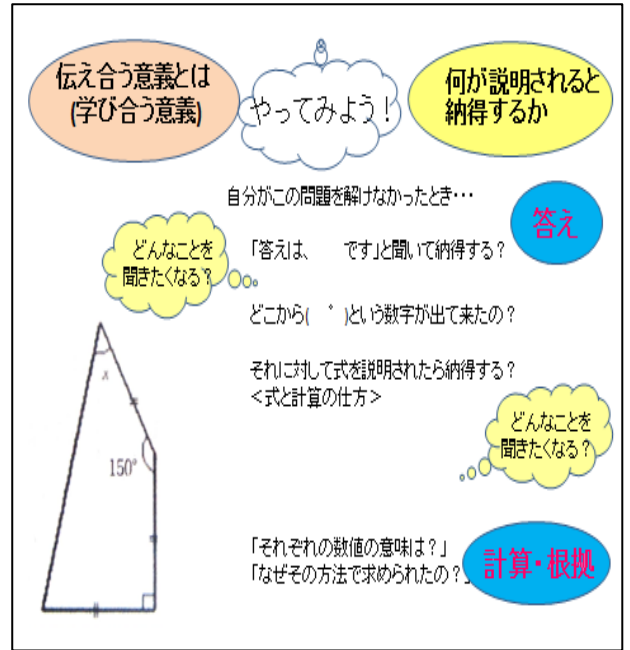 伝え合う意義とは
(学び合う意義)
やってみよう！
何が説明されると
納得するか
自分がこの問題を解けなかったとき・・・
答え
どんなことを
聞きたくなる？
「答えは、　　です」と聞いて納得する？
どこから(　゜)という数字が出て来たの？
それに対して式を説明されたら納得する？
＜式と計算の仕方＞
どんなことを
聞きたくなる？
x
150°
「それぞれの数値の意味は？」
「なぜその方法で求められたの？」
計算・根拠